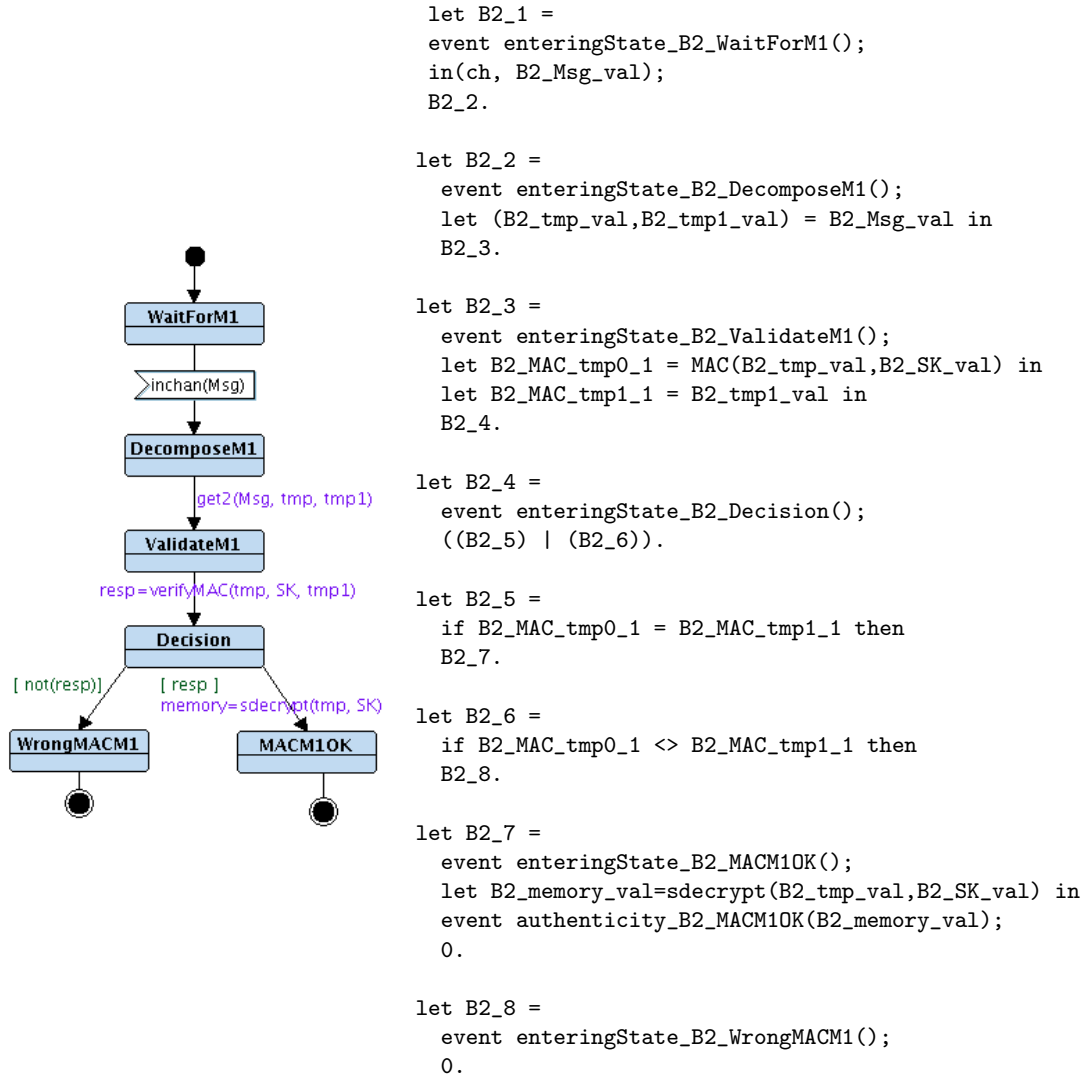 WaitForM1
inchan(Msg)
DecomposeM1
get2(Msg, tmp, tmp1)
ValidateM1
resp=verifyMAC(tmp, SK, tmp1)
Decision
[ not(resp)]
[ resp ]
memory=sdecrypt(tmp, SK)
WrongMACM1
MACM1OK
let B2_1 =
event enteringState_B2_WaitForM1();
in(ch, B2_Msg_val);
B2_2.
let B2_2 =
event enteringState_B2_DecomposeM1();
let (B2_tmp_val,B2_tmp1_val) = B2_Msg_val in
B2_3.
let B2_3 =
event enteringState_B2_ValidateM1();
let B2_MAC_tmp0_1 = MAC(B2_tmp_val,B2_SK_val) in
let B2_MAC_tmp1_1 = B2_tmp1_val in
B2_4.
let B2_4 =
event enteringState_B2_Decision();
((B2_5) | (B2_6)).
let B2_5 =
if B2_MAC_tmp0_1 = B2_MAC_tmp1_1 then
B2_7.
let B2_6 =
if B2_MAC_tmp0_1 <> B2_MAC_tmp1_1 then
B2_8.
let B2_7 =
event enteringState_B2_MACM1OK();
let B2_memory_val=sdecrypt(B2_tmp_val,B2_SK_val) in
event authenticity_B2_MACM1OK(B2_memory_val);
0.
let B2_8 =
event enteringState_B2_WrongMACM1();
0.